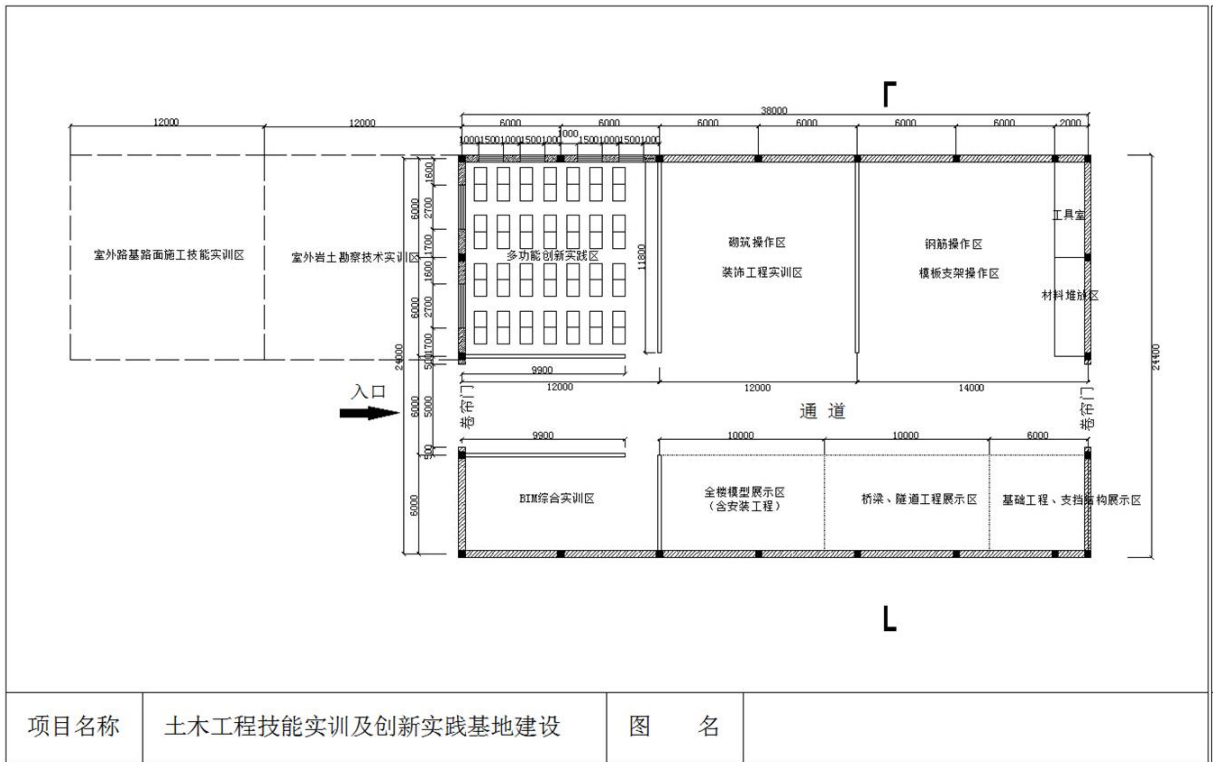 38000
12000
12000
6000
6000
6000
6000
6000
6000
2000
1000
1000
1500
1000
1500
1000
1500
1000
1500
1000
1600
2700
1700
1600
2700
1700
500
5000
500
6000
6000
6000
6000
24000
24400
11800
室外路基路面施工技能实训区
室外岩土勘察技术实训区
多功能创新实践区
砌筑操作区
装饰工程实训区
钢筋操作区
模板支架操作区
工具室
材料堆放区
9900
12000
12000
14000
入口
卷帘门
通 道
卷帘门
9900
10000
10000
6000
BIM综合实训区
全楼模型展示区
(含安装工程)
桥梁、隧道工程展示区
基础工程、支挡结构展示区
项目名称
土木工程技能实训及创新实践基地建设
图 名